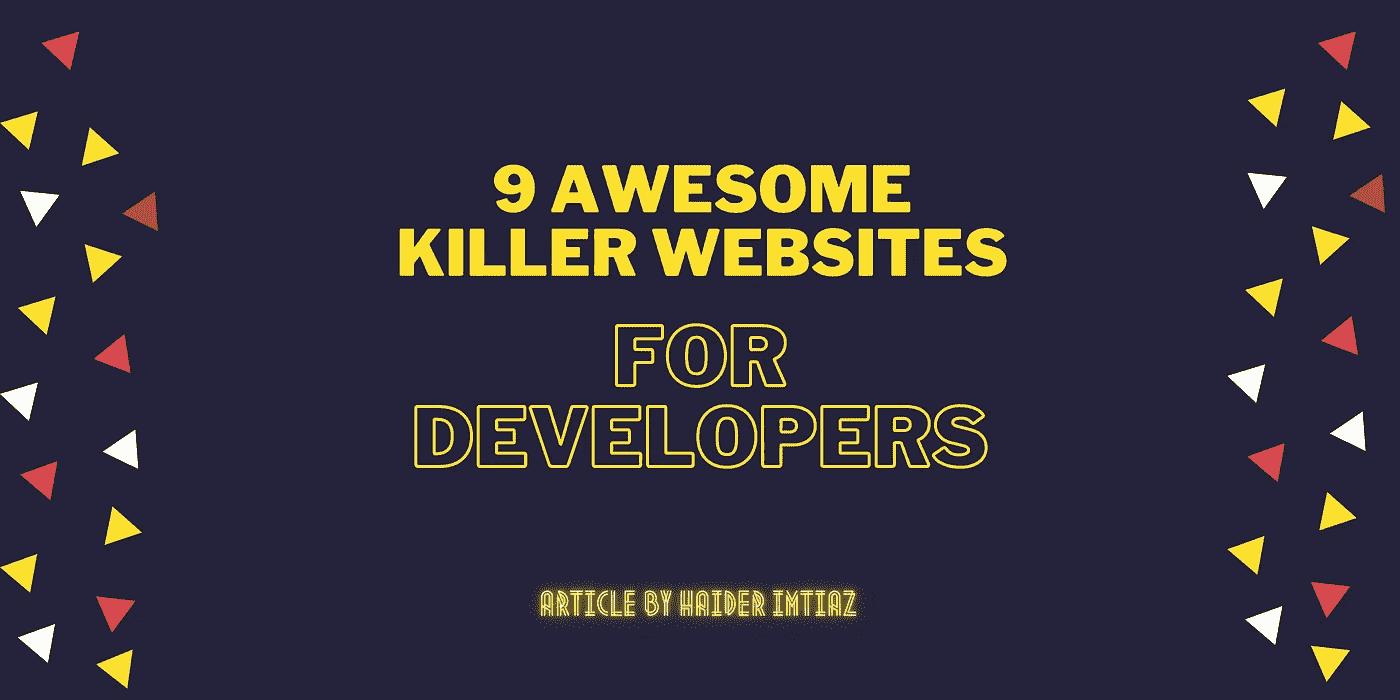 9 AWESOME
KILLER WEBSITES
FOR
DEVELOPERS
ARTICLE BY HAIDER IMTIAZ